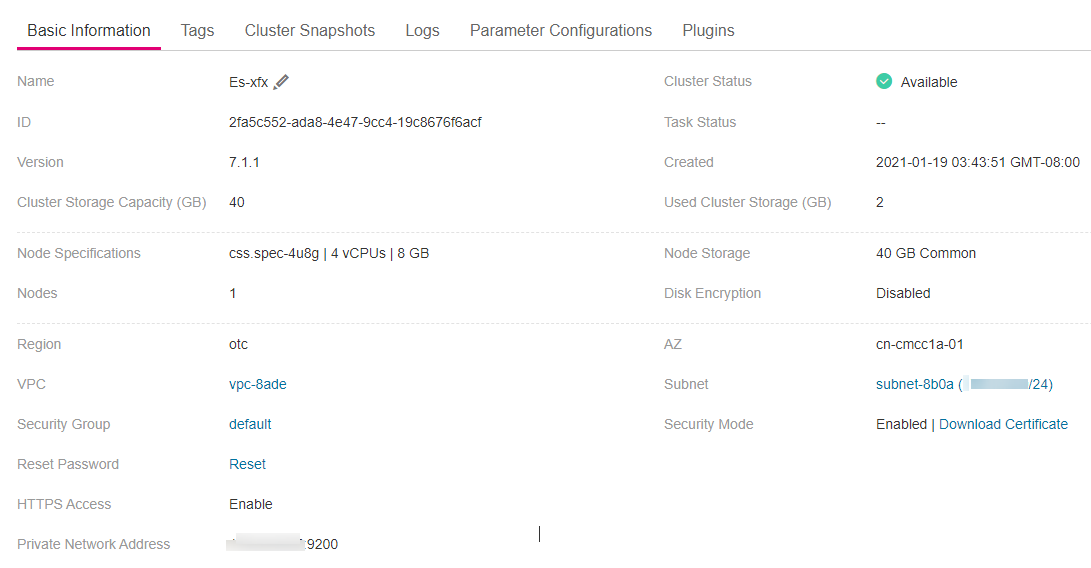 Basic Information Tags Cluster Snapshots Logs Parameter Configurations Plugins
Name Es-xfx Cluster Status Available
ID 2fa5c552-ada8-4e47-9cc4-19c8676f6acf Task Status --
Version 7.1.1 Created 2021-01-19 03:43:51 GMT-08:00
Cluster Storage Capacity (GB) 40 Used Cluster Storage (GB) 2
Node Specifications css.spec-4u8g | 4 vCPUs | 8 GB Node Storage 40 GB Common
Nodes 1 Disk Encryption Disabled
Region otc AZ cn-cmcc1a-01
VPC vpc-8ade Subnet subnet-8b0a ( /24)
Security Group default Security Mode Enabled | Download Certificate
Reset Password Reset
HTTPS Access Enable
Private Network Address :9200